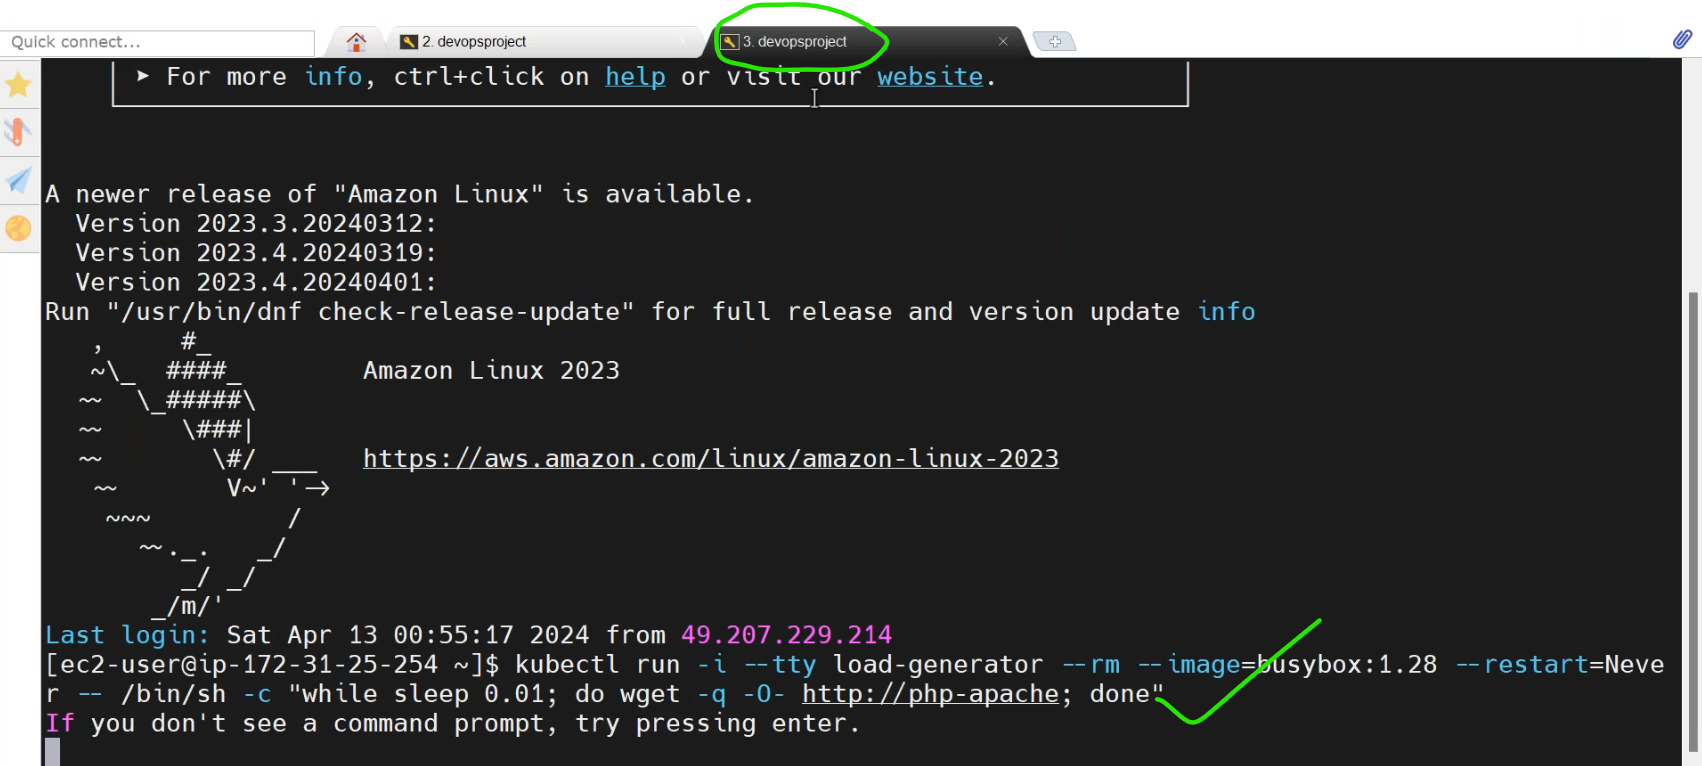 Quick connect...
2. devopsproject
3. devopsproject
➤ For more info, ctrl+click on help or visit our website.
A newer release of "Amazon Linux" is available.
  Version 2023.3.20240312:
  Version 2023.4.20240319:
  Version 2023.4.20240401:
Run "/usr/bin/dnf check-release-update" for full release and version update info
   ,     #_
   ~\_  ####_        Amazon Linux 2023
  ~~  \_#####\
  ~~     \###|
  ~~       \#/ ___   https://aws.amazon.com/linux/amazon-linux-2023
   ~~       V~' '->
    ~~~         /
      ~~._.   _/
         _/ _/
       _/m/'
Last login: Sat Apr 13 00:55:17 2024 from 49.207.229.214
[ec2-user@ip-172-31-25-254 ~]$ kubectl run -i --tty load-generator --rm --image=busybox:1.28 --restart=Neve
r -- /bin/sh -c "while sleep 0.01; do wget -q -O- http://php-apache; done"
If you don't see a command prompt, try pressing enter.